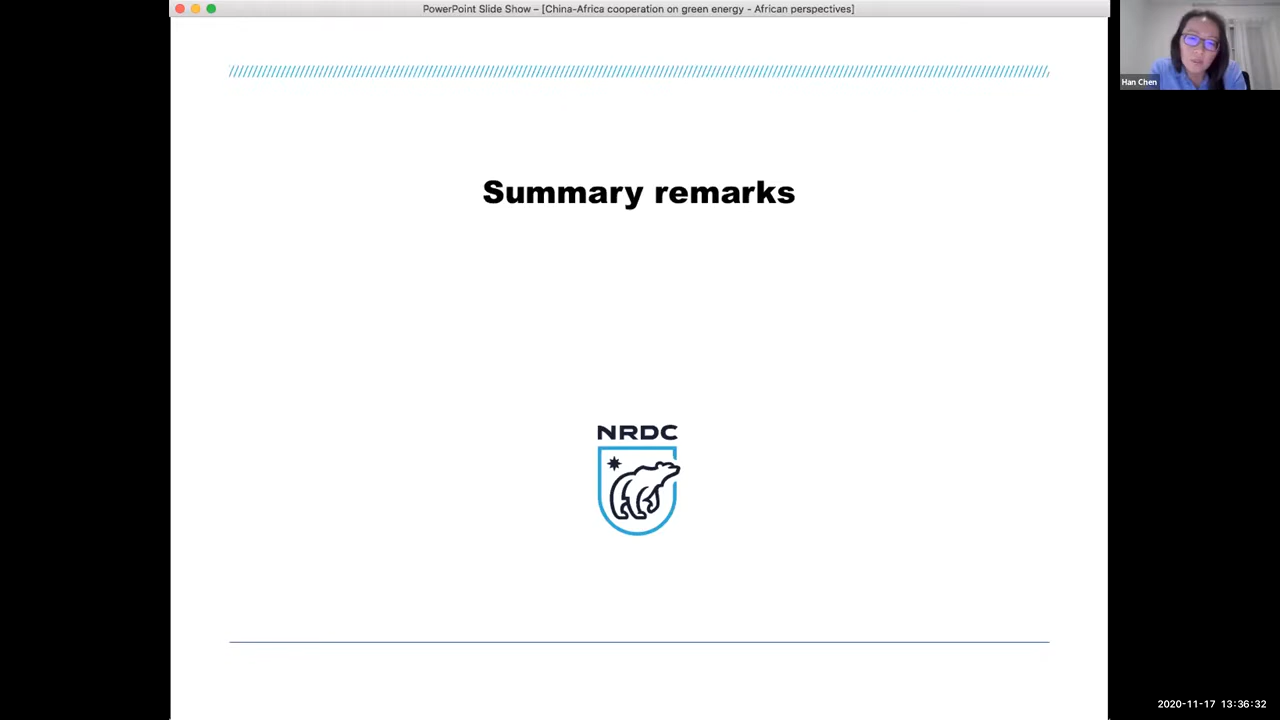 PowerPoint Slide Show – [China-Africa cooperation on green energy - African perspectives]
Han Chen
Summary remarks
NRDC
2020-11-17 13:36:32